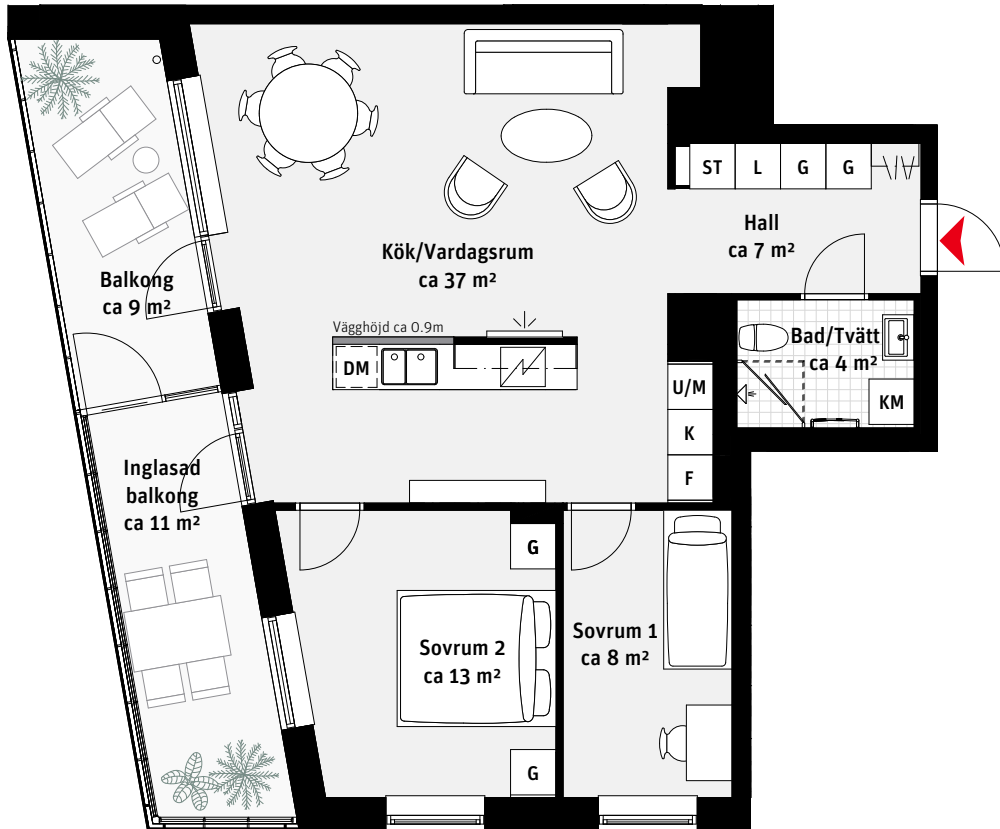 ST L G G
Hall
ca 7 m²
Kök/Vardagsrum
ca 37 m²
Balkong
ca 9 m²
Vägghöjd ca 0.9m
DM
Bad/Tvätt
ca 4 m²
KM
U/M
K
F
Inglasad
balkong
ca 11 m²
G
Sovrum 2
ca 13 m²
Sovrum 1
ca 8 m²
G